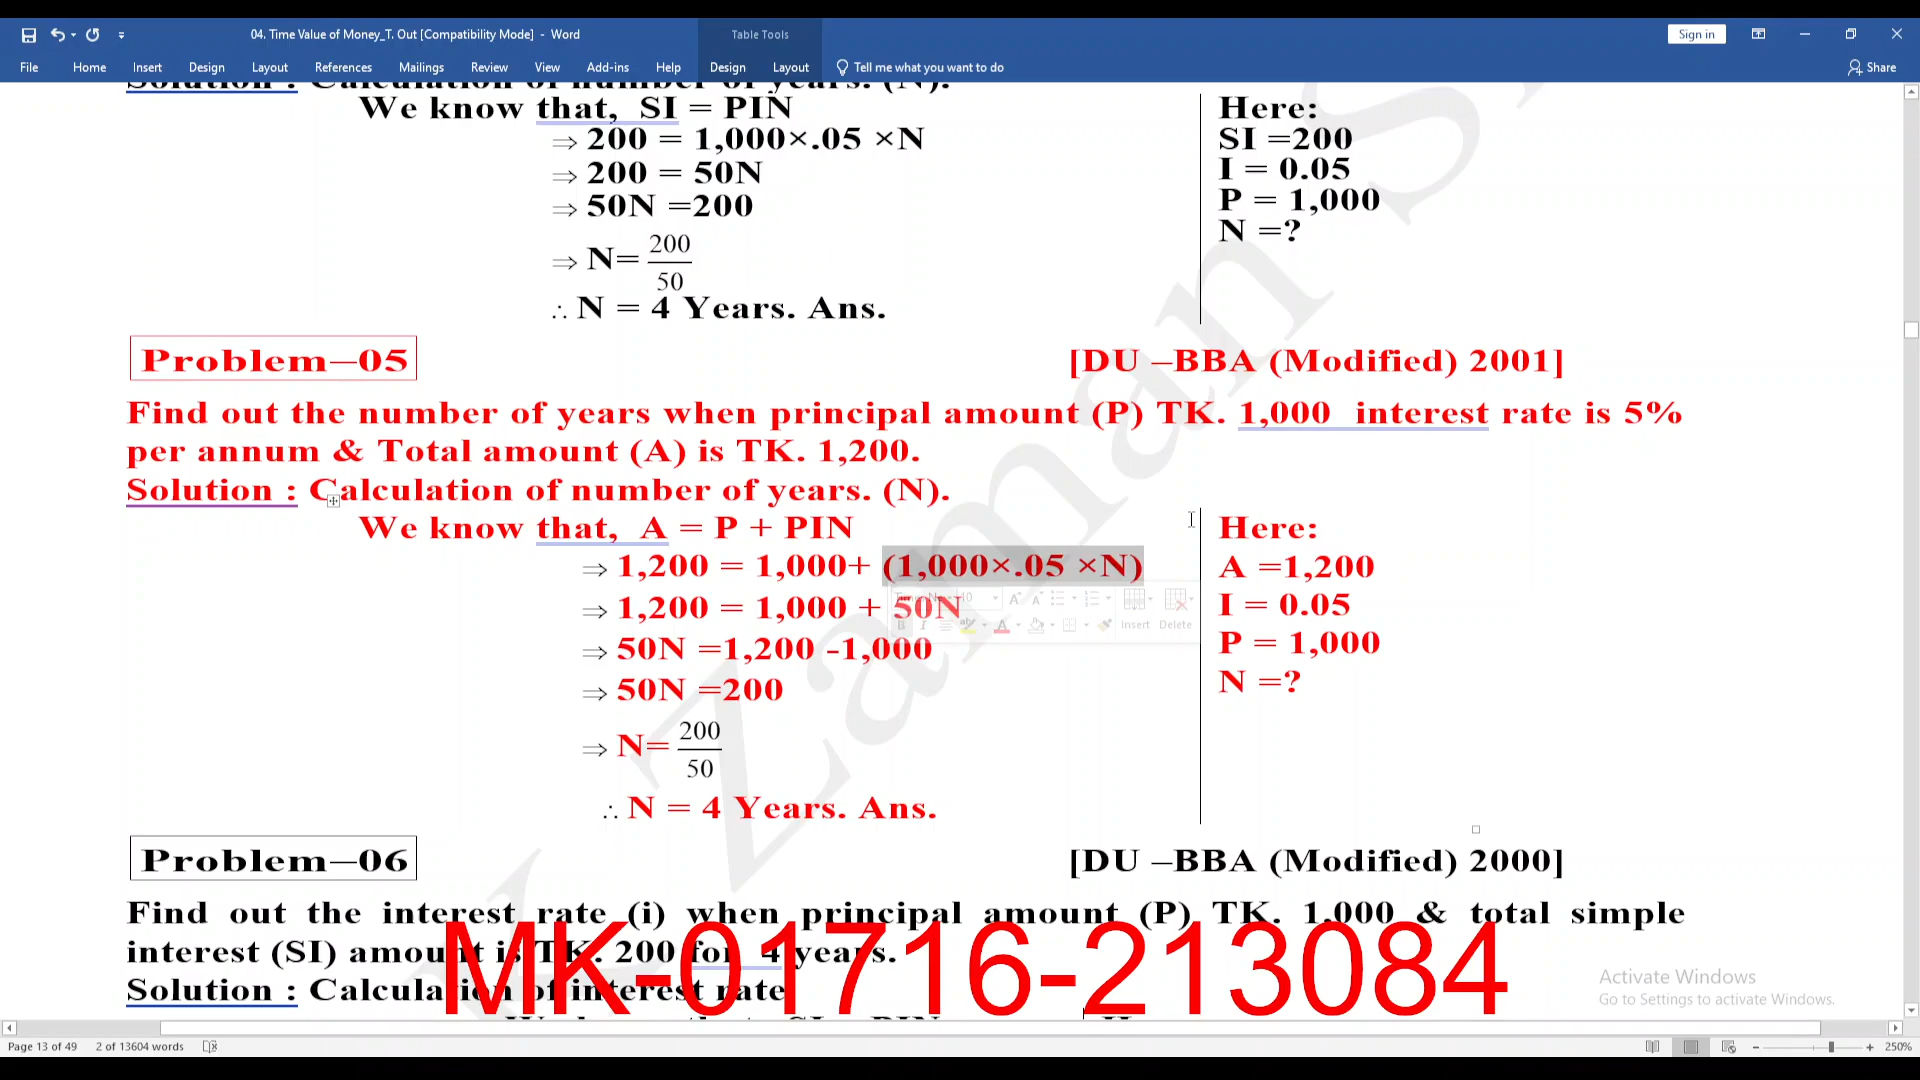 04. Time Value of Money_T. Out [Compatibility Mode] - Word
Table Tools
Sign in
File Home Insert Design Layout References Mailings Review View Add-ins Help Design Layout Tell me what you want to do Share
Solution : Calculation of number of years. (N).
We know that, SI = PIN
⇒ 200 = 1,000×.05 ×N
⇒ 200 = 50N
⇒ 50N =200
⇒ N= 200/50
∴ N = 4 Years. Ans.
Here:
SI =200
I = 0.05
P = 1,000
N =?
Problem–05 [DU –BBA (Modified) 2001]
Find out the number of years when principal amount (P) TK. 1,000 interest rate is 5%
per annum & Total amount (A) is TK. 1,200.
Solution : Calculation of number of years. (N).
We know that, A = P + PIN
⇒ 1,200 = 1,000+ (1,000×.05 ×N)
⇒ 1,200 = 1,000 + 50N
⇒ 50N =1,200 -1,000
⇒ 50N =200
⇒ N= 200/50
∴ N = 4 Years. Ans.
Here:
A =1,200
I = 0.05
P = 1,000
N =?
Insert Delete
Problem–06 [DU –BBA (Modified) 2000]
Find out the interest rate (i) when principal amount (P) TK. 1,000 & total simple
interest (SI) amount is TK. 200 for 4 years.
Solution : Calculation of interest rate
MK-01716-213084
K Zaman
Activate Windows
Go to Settings to activate Windows.
Page 13 of 49 2 of 13604 words 250%